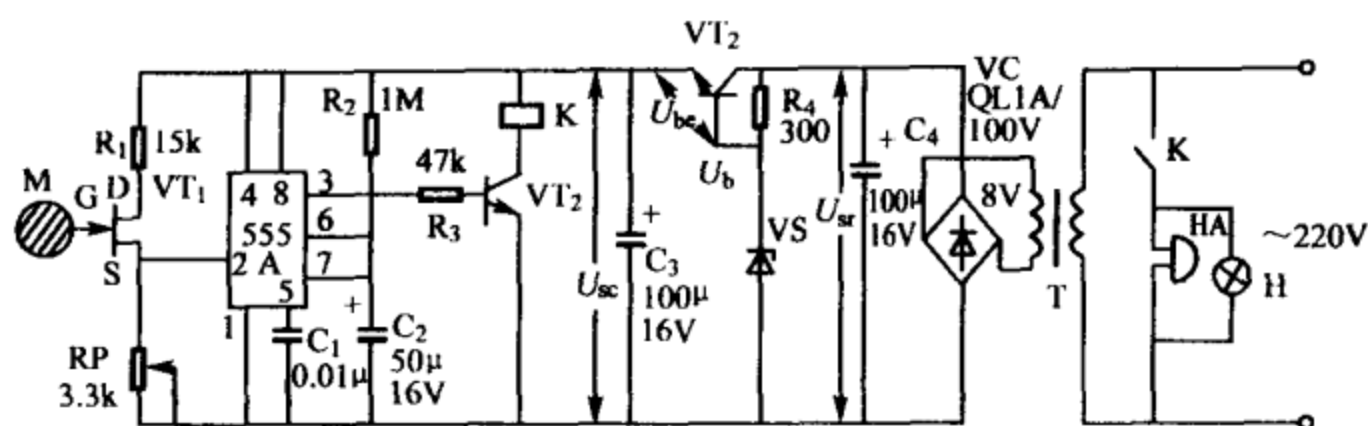 M
G
D
S
R₁
15k
VT₁
RP
3.3k
4 8
555
2 A
5
3
6
7
1
C₁
0.01μ
R₂
1M
+
C₂
50μ
16V
47k
R₃
K
VT₂
Usc
+
C₃
100μ
16V
VT₂
Ube
Ub
R₄
300
VS
Usr
+
C₄
100μ
16V
VC
QL1A/
100V
8V
T
K
HA
H
~220V